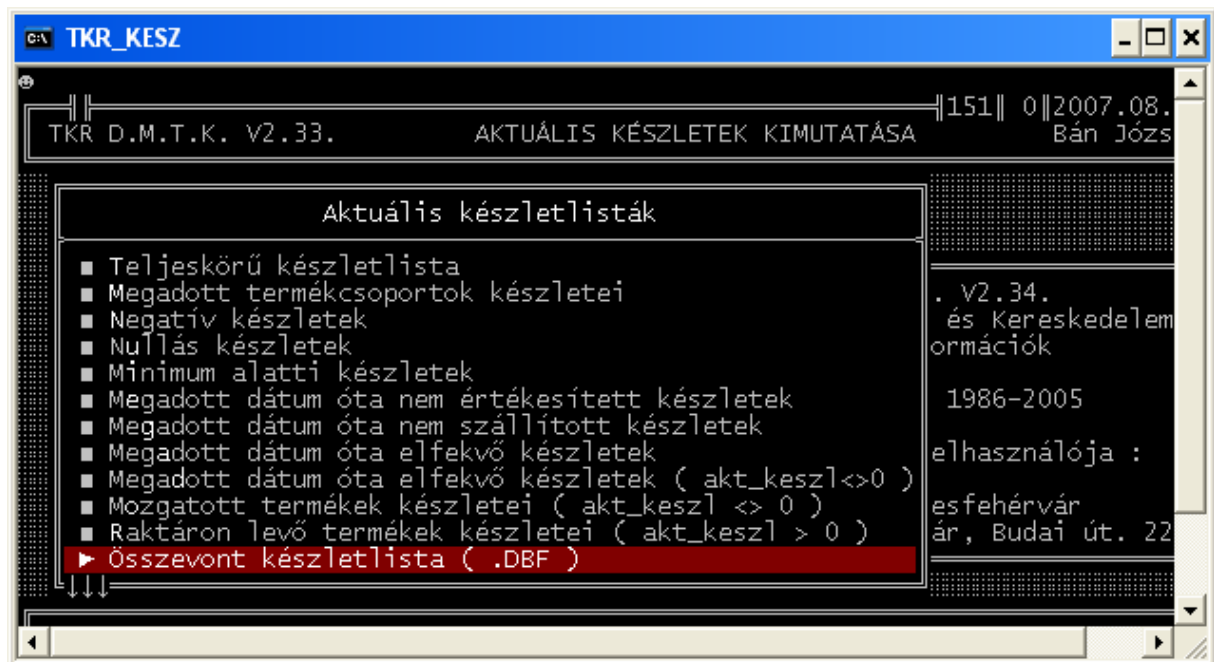 TKR_KESZ
151 0 2007.08.
TKR D.M.T.K. V2.33. AKTUÁLIS KÉSZLETEK KIMUTATÁSA Bán Józs
Aktuális készletlisták
Teljeskörű készletlista
Megadott termékcsoportok készletei
. V2.34.
Negatív készletek
és Kereskedelem
Nullás készletek
ormációk
Minimum alatti készletek
Megadott dátum óta nem értékesített készletek
1986-2005
Megadott dátum óta nem szállított készletek
Megadott dátum óta elfekvő készletek
elhasználója :
Megadott dátum óta elfekvő készletek ( akt_keszl<>0 )
Mozgatott termékek készletei ( akt_keszl <> 0 )
esfehérvár
Raktáron levő termékek készletei ( akt_keszl > 0 )
ár, Budai út. 22
Összevont készletlista ( .DBF )